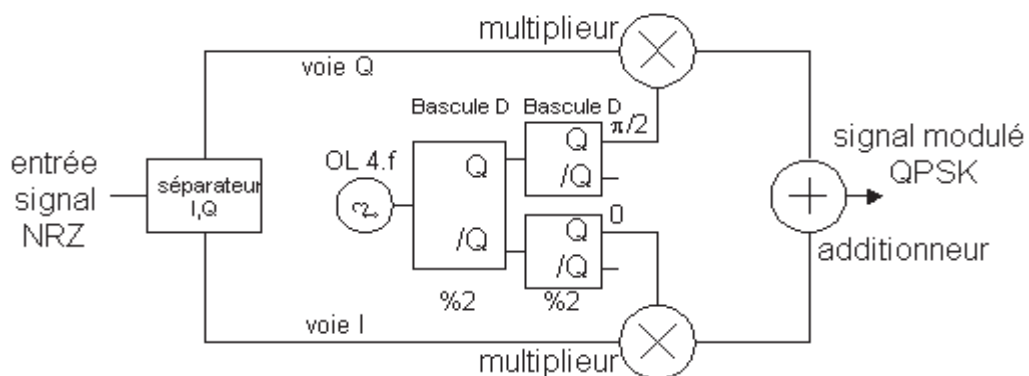 multiplieur
voie Q
Bascule D
Bascule D
π/2
Q
Q
/Q
OL 4.f
entrée
signal
NRZ
séparateur
I,Q
/Q
0
Q
/Q
%2
%2
signal modulé
QPSK
additionneur
voie I
multiplieur